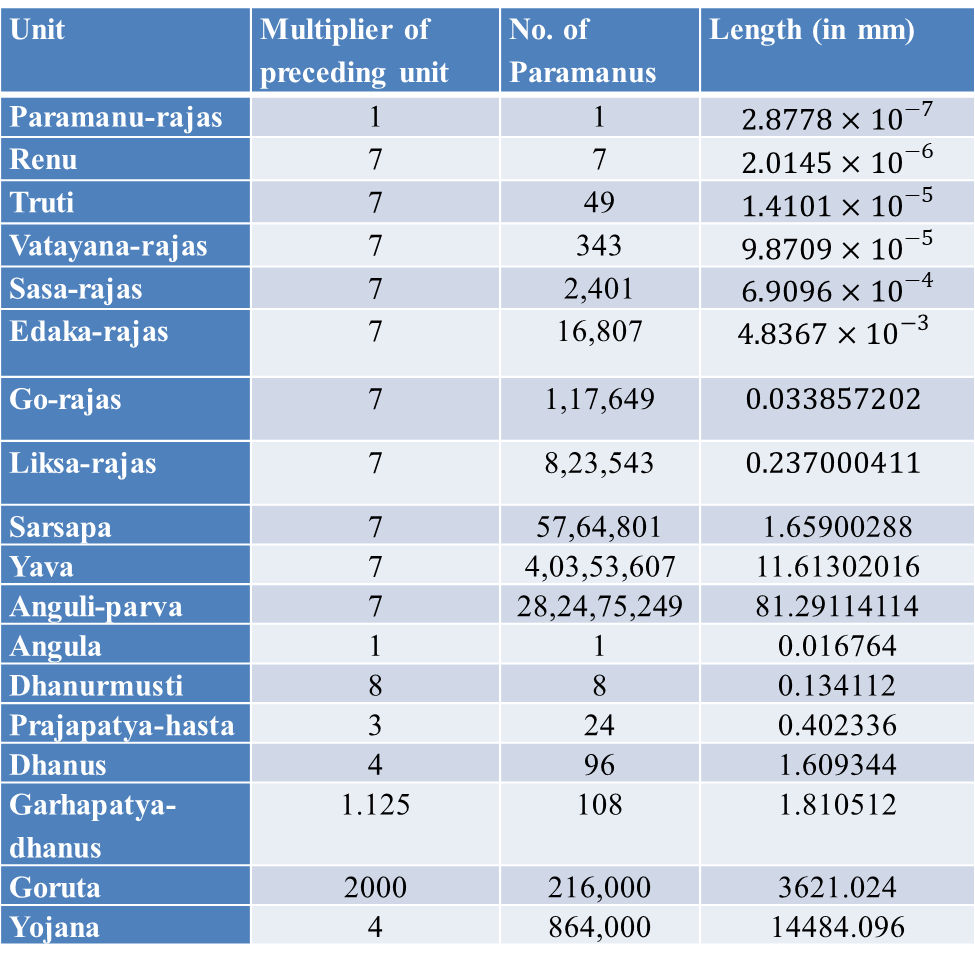 Unit Multiplier of No. of Length (in mm)
preceding unit Paramanus
Paramanu-rajas 1 1 2.8778 × 10⁻⁷
Renu 7 7 2.0145 × 10⁻⁶
Truti 7 49 1.4101 × 10⁻⁵
Vatayana-rajas 7 343 9.8709 × 10⁻⁵
Sasa-rajas 7 2,401 6.9096 × 10⁻⁴
Edaka-rajas 7 16,807 4.8367 × 10⁻³
Go-rajas 7 1,17,649 0.033857202
Liksa-rajas 7 8,23,543 0.237000411
Sarsapa 7 57,64,801 1.65900288
Yava 7 4,03,53,607 11.61302016
Anguli-parva 7 28,24,75,249 81.29114114
Angula 1 1 0.016764
Dhanurmusti 8 8 0.134112
Prajapatya-hasta 3 24 0.402336
Dhanus 4 96 1.609344
Garhapatya- 1.125 108 1.810512
dhanus
Goruta 2000 216,000 3621.024
Yojana 4 864,000 14484.096